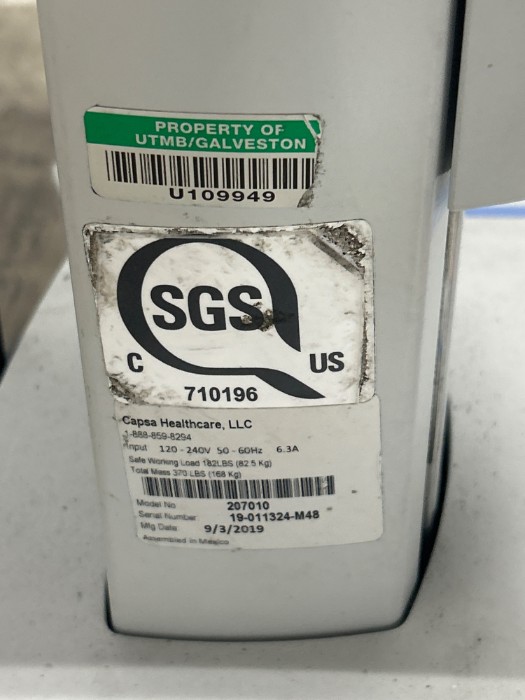 PROPERTY OF
UTMB/GALVESTON
U109949
SGS
C US
710196
Capsa Healthcare, LLC
1-888-859-8294
Input 120 - 240V 50 - 60Hz 6.3A
Safe Working Load 182LBS (82.5 Kg)
Total Mass 370 LBS (168 Kg)
Model No 207010
Serial Number 19-011324-M48
Mfg Date 9/3/2019
Assembled in Mexico